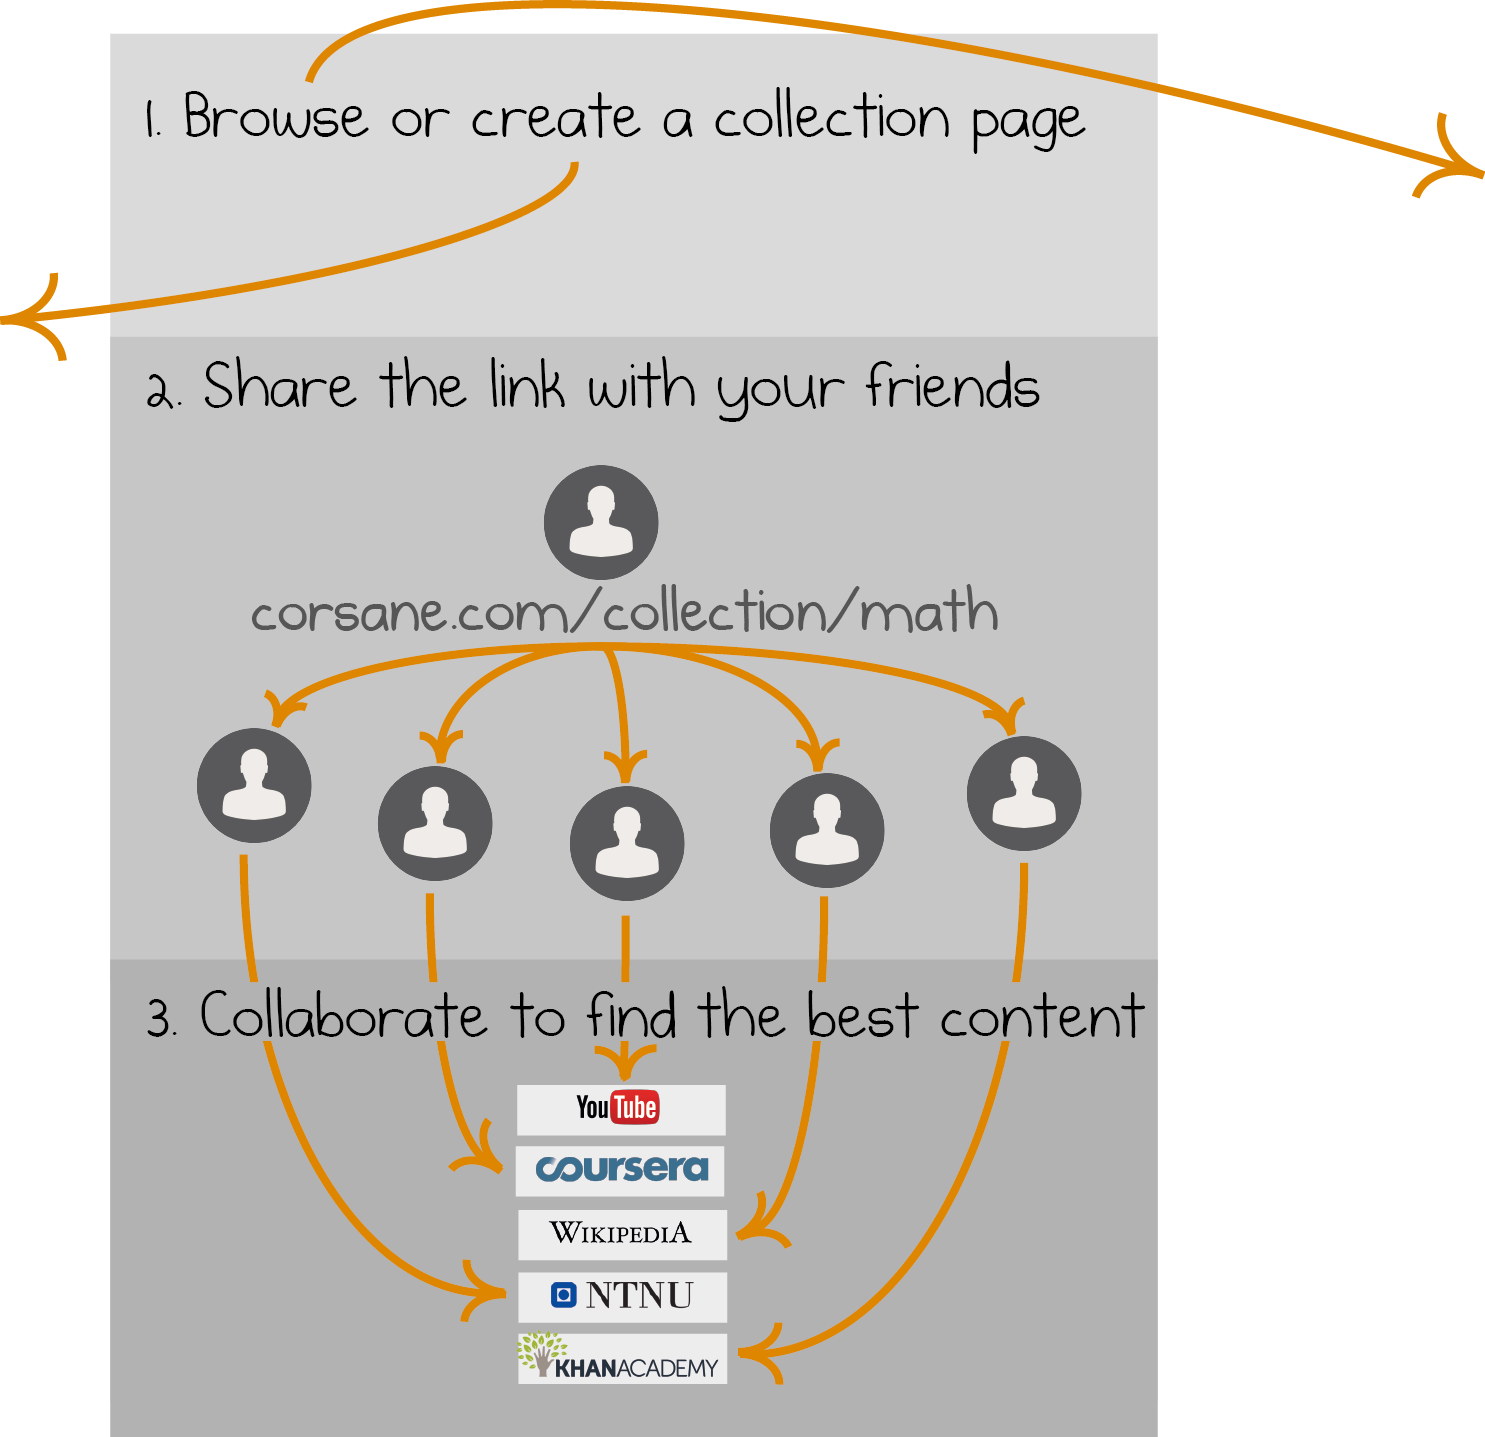 1. Browse or create a collection page
2. Share the link with your friends
corsane.com/collection/math
3. Collaborate to find the best content
YouTube
coursera
WIKIPEDIA
NTNU
KHANACADEMY